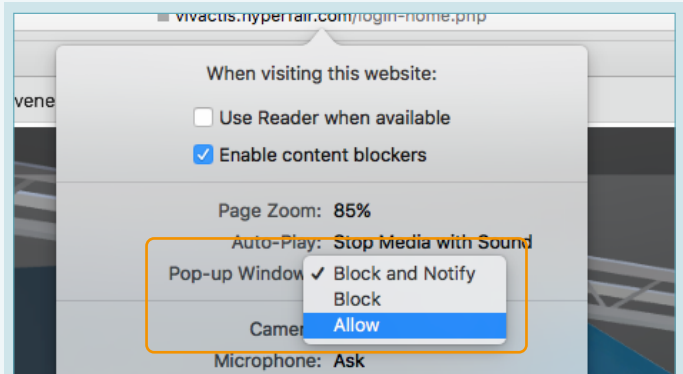 vivactis.hyperfair.com/login-home.php
When visiting this website:
vene
Use Reader when available
Enable content blockers
Page Zoom: 85%
Auto-Play: Stop Media with Sound
Pop-up Window ✓ Block and Notify
Block
Camer Allow
Microphone: Ask